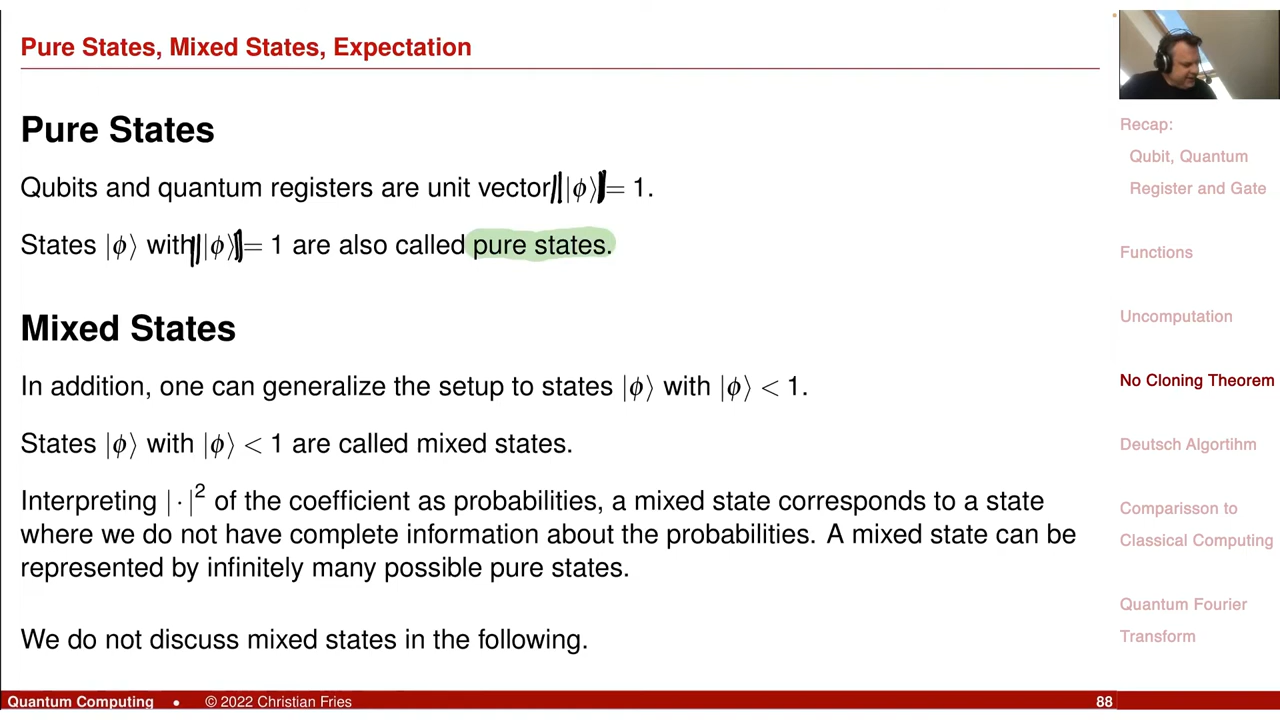 Pure States, Mixed States, Expectation
Pure States
Qubits and quantum registers are unit vector || |ϕ⟩ || = 1.
States |ϕ⟩ with || |ϕ⟩ || = 1 are also called pure states.
Mixed States
In addition, one can generalize the setup to states |ϕ⟩ with |ϕ⟩ < 1.
States |ϕ⟩ with |ϕ⟩ < 1 are called mixed states.
Interpreting | · |² of the coefficient as probabilities, a mixed state corresponds to a state
where we do not have complete information about the probabilities. A mixed state can be
represented by infinitely many possible pure states.
We do not discuss mixed states in the following.
Recap:
Qubit, Quantum
Register and Gate
Functions
Uncomputation
No Cloning Theorem
Deutsch Algortihm
Comparisson to
Classical Computing
Quantum Fourier
Transform
Quantum Computing • © 2022 Christian Fries 88